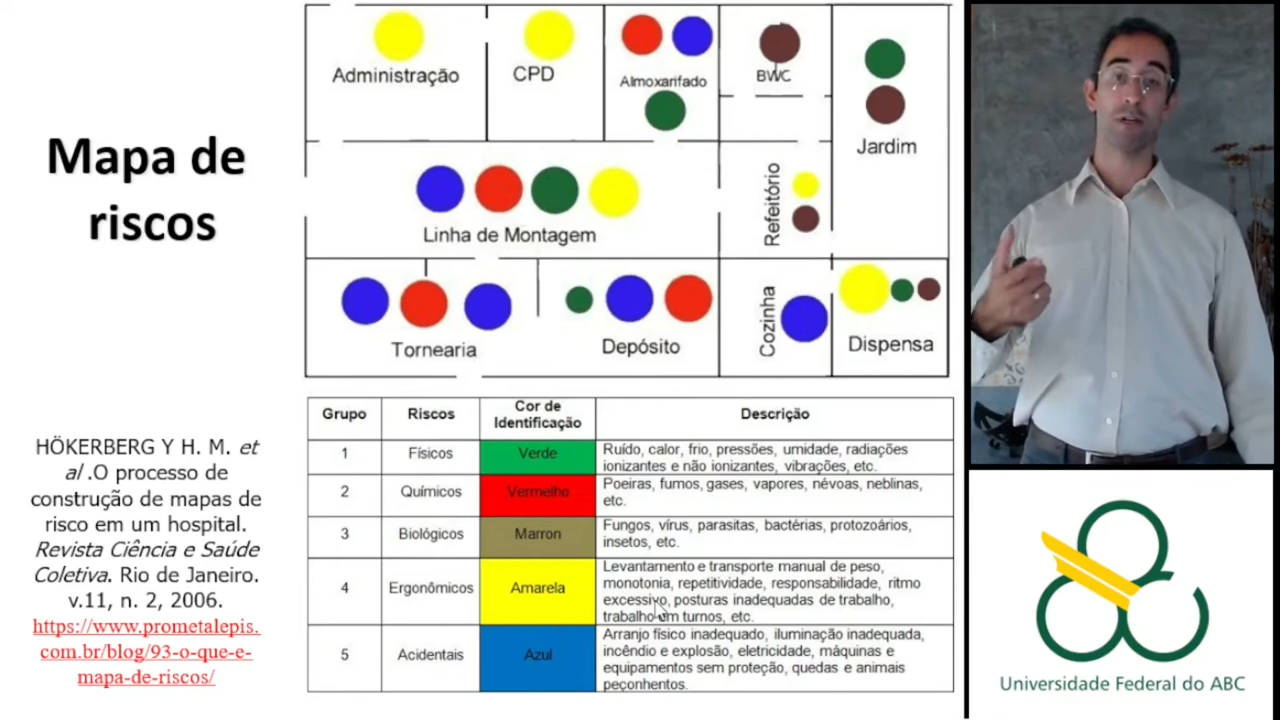 Mapa de
riscos
HÖKERBERG Y H. M. et
al .O processo de
construção de mapas de
risco em um hospital.
Revista Ciência e Saúde
Coletiva. Rio de Janeiro.
v.11, n. 2, 2006.
https://www.prometalepis.
com.br/blog/93-o-que-e-
mapa-de-riscos/
Administração
CPD
Almoxarifado
BWC
Jardim
Linha de Montagem
Refeitório
Tornearia
Depósito
Cozinha
Dispensa
Grupo Riscos Cor de Identificação Descrição
1 Físicos Verde Ruído, calor, frio, pressões, umidade, radiações
ionizantes e não ionizantes, vibrações, etc.
2 Químicos Vermelho Poeiras, fumos, gases, vapores, névoas, neblinas,
etc.
3 Biológicos Marron Fungos, vírus, parasitas, bactérias, protozoários,
insetos, etc.
4 Ergonômicos Amarela Levantamento e transporte manual de peso,
monotonia, repetitividade, responsabilidade, ritmo
excessivo, posturas inadequadas de trabalho,
trabalho em turnos, etc.
5 Acidentais Azul Arranjo físico inadequado, iluminação inadequada,
incêndio e explosão, eletricidade, máquinas e
equipamentos sem proteção, quedas e animais
peçonhentos.
Universidade Federal do ABC